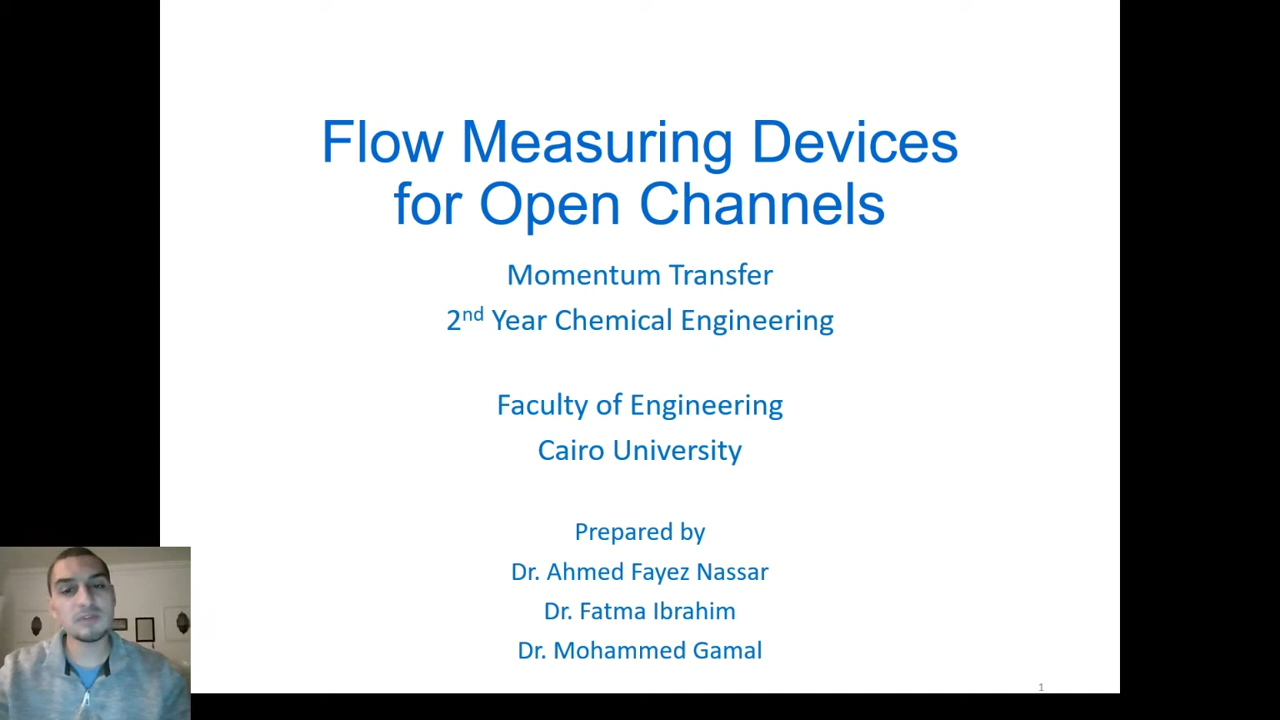 Flow Measuring Devices
for Open Channels
Momentum Transfer
2nd Year Chemical Engineering
Faculty of Engineering
Cairo University
Prepared by
Dr. Ahmed Fayez Nassar
Dr. Fatma Ibrahim
Dr. Mohammed Gamal
1